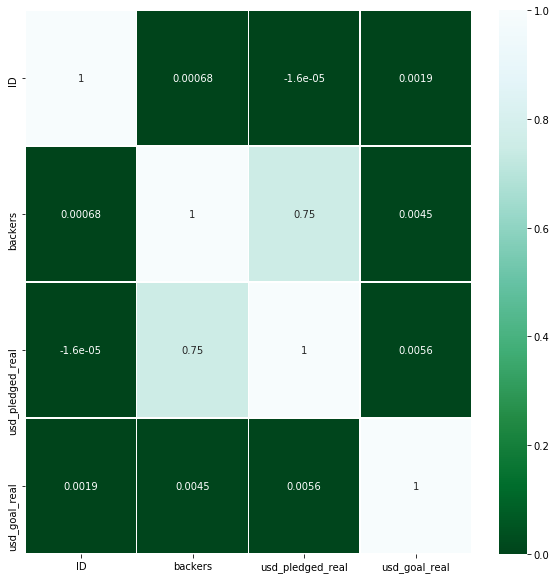 ID
1
0.00068
-1.6e-05
0.0019
backers
0.00068
1
0.75
0.0045
usd_pledged_real
-1.6e-05
0.75
1
0.0056
usd_goal_real
0.0019
0.0045
0.0056
1
ID
backers
usd_pledged_real
usd_goal_real
1.0
0.8
0.6
0.4
0.2
0.0